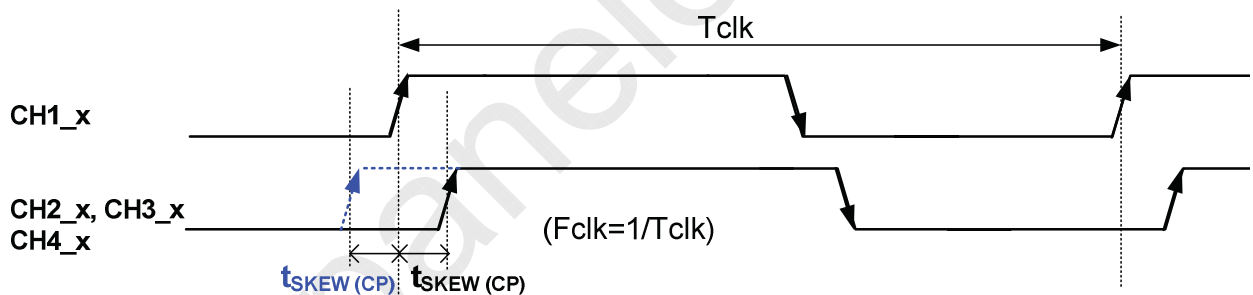 Tclk
CH1_x
CH2_x, CH3_x
CH4_x
(Fclk=1/Tclk)
tSKEW (CP) tSKEW (CP)